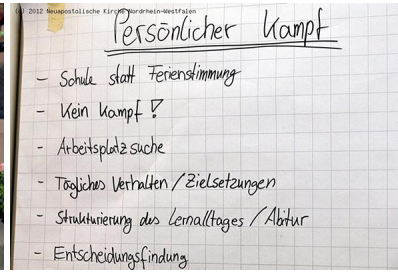 (c) 2012 Neuapostolische Kirche Nordrhein-Westfalen
Persönlicher Kampf
- Schule statt Ferienstimmung
- Kein Kampf!
- Arbeitsplatzsuche
- Tägliches Verhalten / Zielsetzungen
- Strukturierung des Lernalltages / Abitur
- Entscheidungsfindung